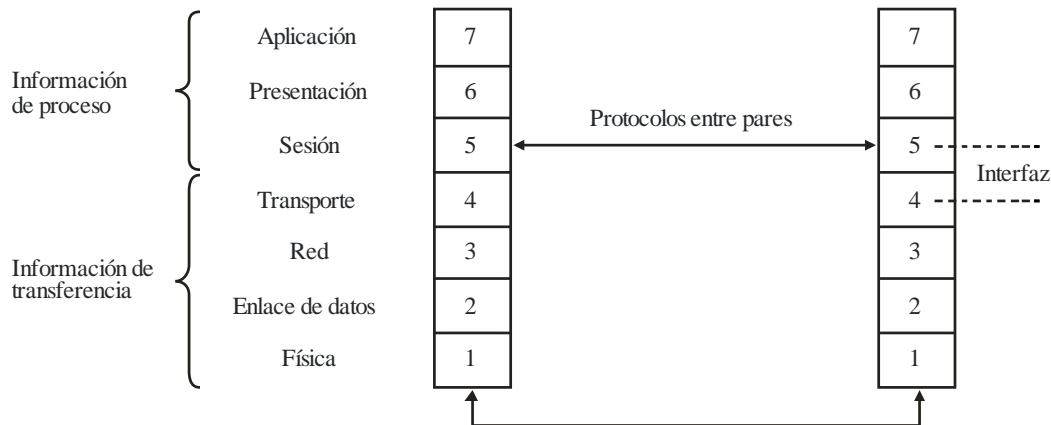 Aplicación 7 7
Información
de proceso
Presentación 6 6
Protocolos entre pares
Sesión 5 5
Interfaz
Transporte 4 4
Red 3 3
Información de
transferencia
Enlace de datos 2 2
Física 1 1